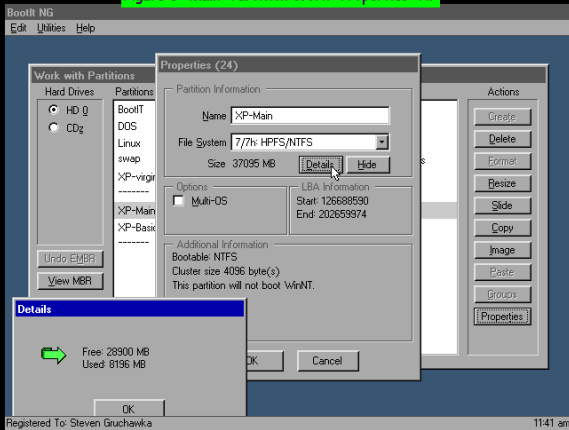 BootIt NG
Edit Utilities Help
Work with Partitions
Hard Drives
HD 0
CD2
Undo EMBR
View MBR
Partitions
BootIT
DOS
Linux
swap
XP-virgin
-------
XP-Main
XP-Basic
-------
Properties (24)
Partition Information
Name XP-Main
File System 7/7h: HPFS/NTFS
Size 37095 MB Details Hide
Options
Multi-OS
LBA Information
Start: 126688590
End: 202659974
Additional Information
Bootable: NTFS
Cluster size 4096 byte(s)
This partition will not boot WinNT.
OK Cancel
Actions
Create
Delete
Format
Resize
Slide
Copy
Image
Paste
Groups
Properties
Details
Free: 28900 MB
Used: 8196 MB
OK
Registered To: Steven Gruchawka
11:41 am